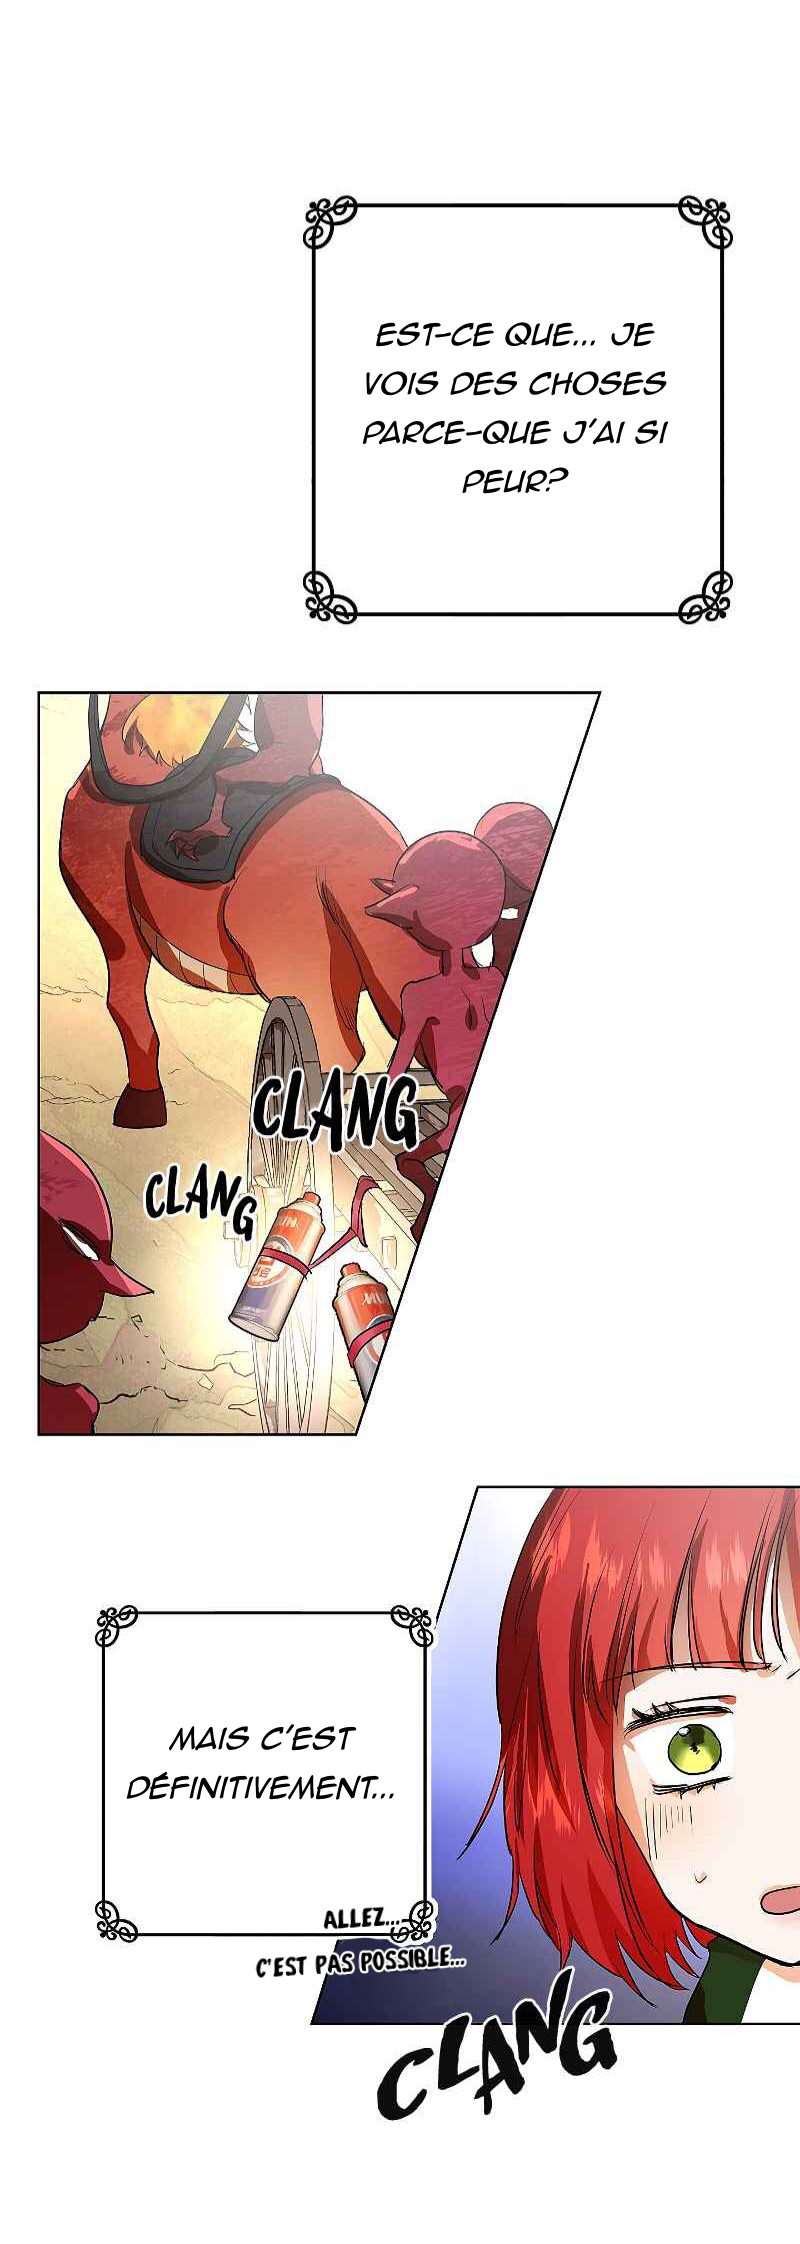 EST-CE QUE... JE
VOIS DES CHOSES
PARCE-QUE J'AI SI
PEUR?
CLANG
CLANG
MAIS C'EST
DÉFINITIVEMENT...
ALLEZ...
C'EST PAS POSSIBLE...
CLANG